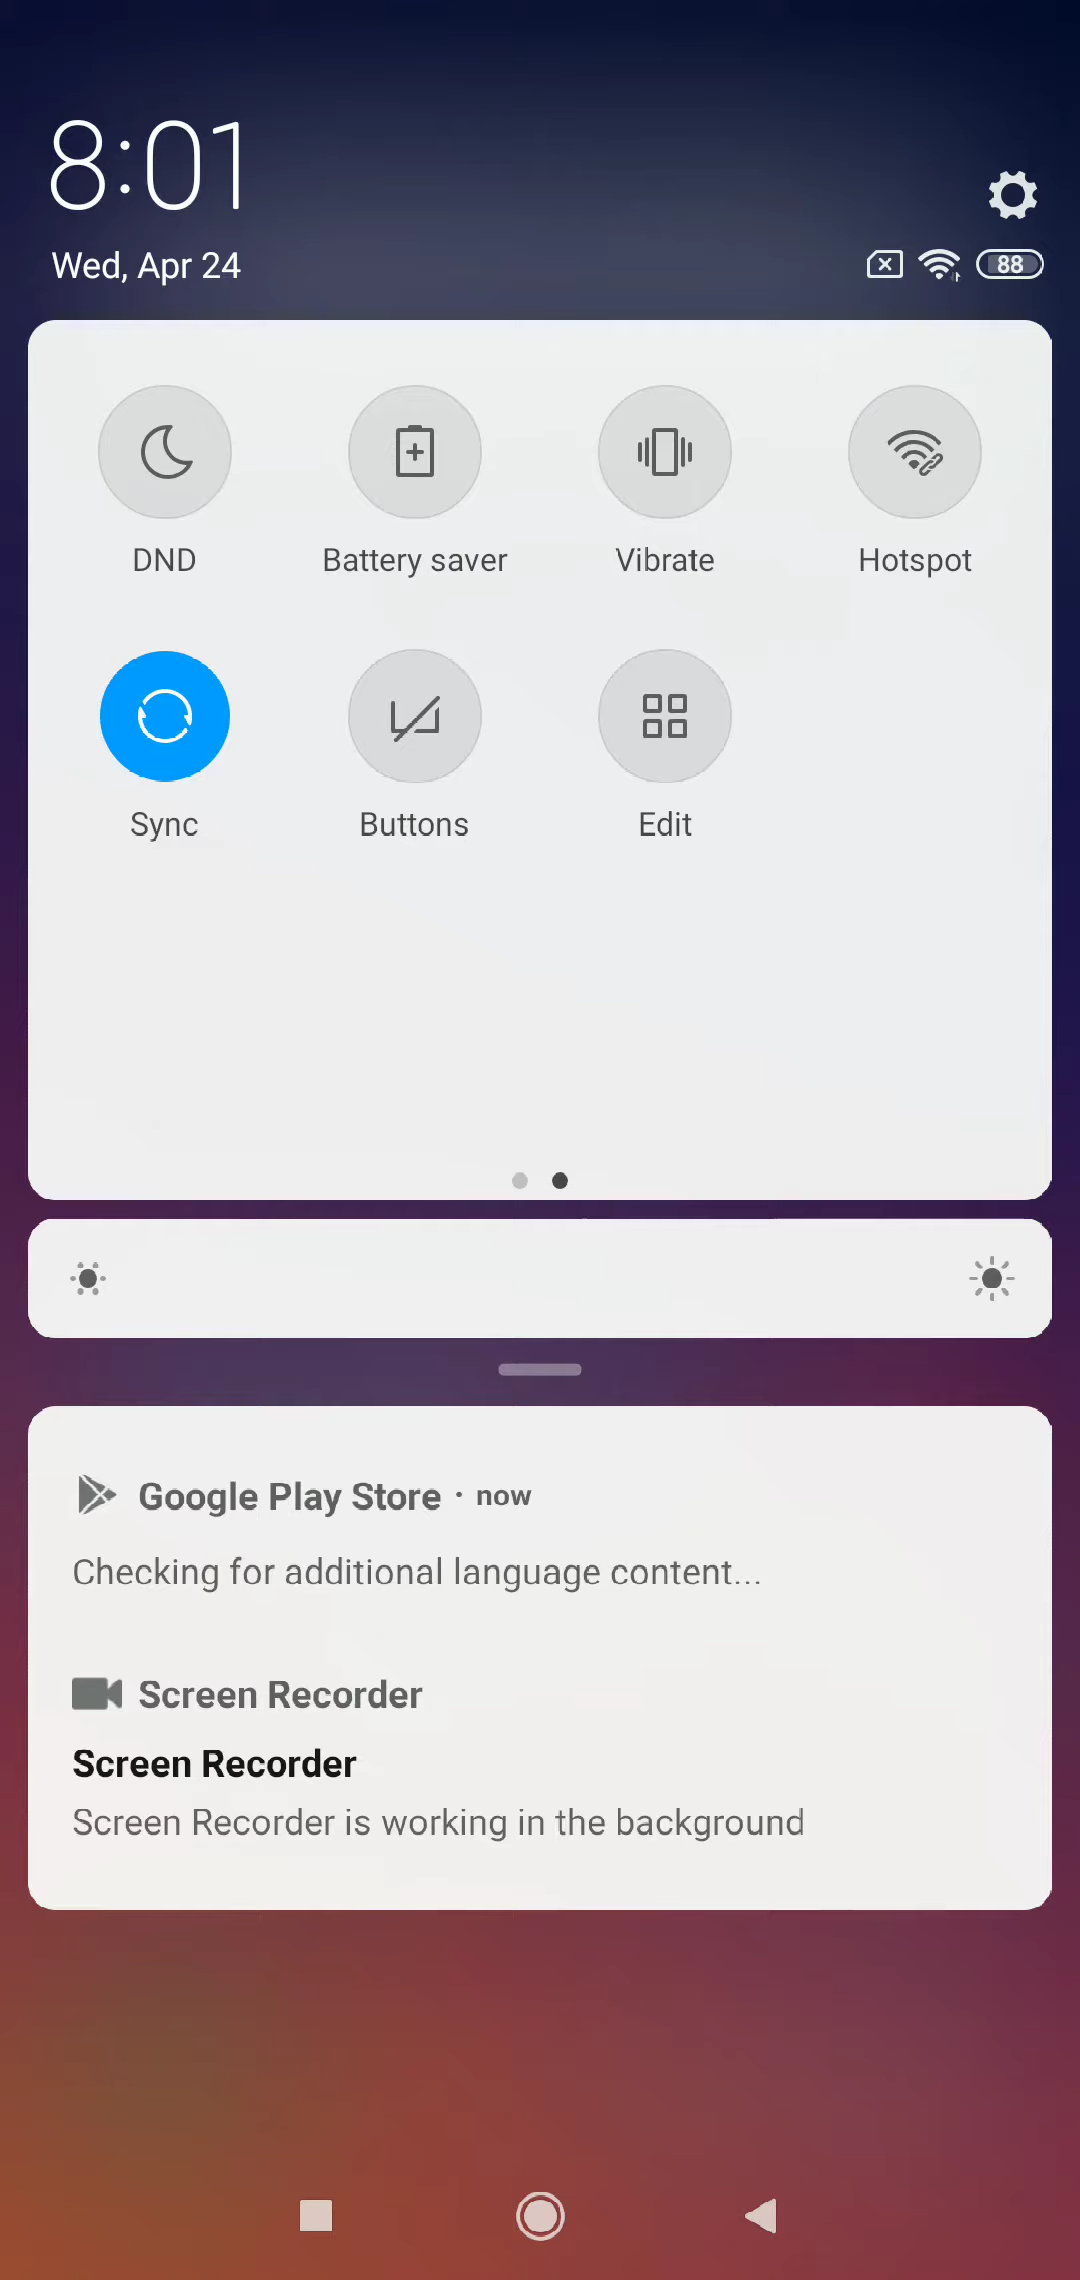 8:01
Wed, Apr 24
88
DND
Battery saver
Vibrate
Hotspot
Sync
Buttons
Edit
Google Play Store · now
Checking for additional language content...
Screen Recorder
Screen Recorder
Screen Recorder is working in the background